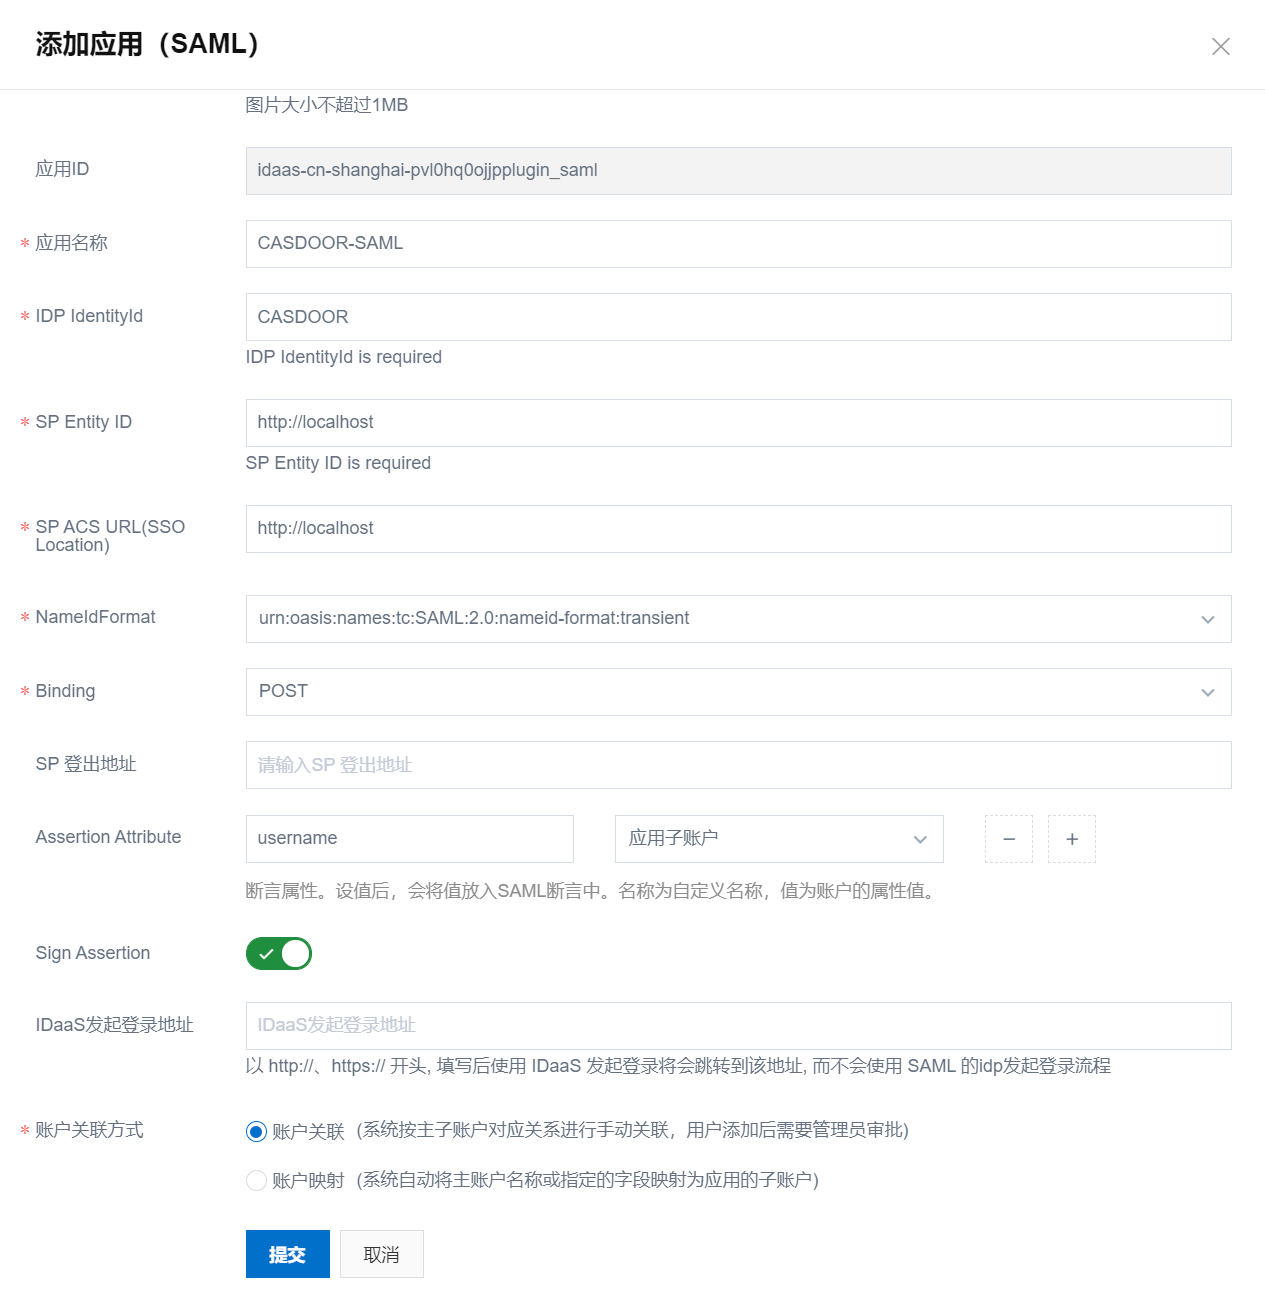 添加应用（SAML）
图片大小不超过1MB
应用ID
idaas-cn-shanghai-pvl0hq0ojjpplugin_saml
* 应用名称
CASDOOR-SAML
* IDP IdentityId
CASDOOR
IDP IdentityId is required
* SP Entity ID
http://localhost
SP Entity ID is required
* SP ACS URL(SSO
Location)
http://localhost
* NameIdFormat
urn:oasis:names:tc:SAML:2.0:nameid-format:transient
* Binding
POST
SP 登出地址
请输入SP 登出地址
Assertion Attribute
username
应用子账户
− +
断言属性。设值后，会将值放入SAML断言中。名称为自定义名称，值为账户的属性值。
Sign Assertion
IDaaS发起登录地址
IDaaS发起登录地址
以 http://、https:// 开头, 填写后使用 IDaaS 发起登录将会跳转到该地址, 而不会使用 SAML 的idp发起登录流程
* 账户关联方式
账户关联 (系统按主子账户对应关系进行手动关联，用户添加后需要管理员审批)
账户映射 (系统自动将主账户名称或指定的字段映射为应用的子账户)
提交
取消